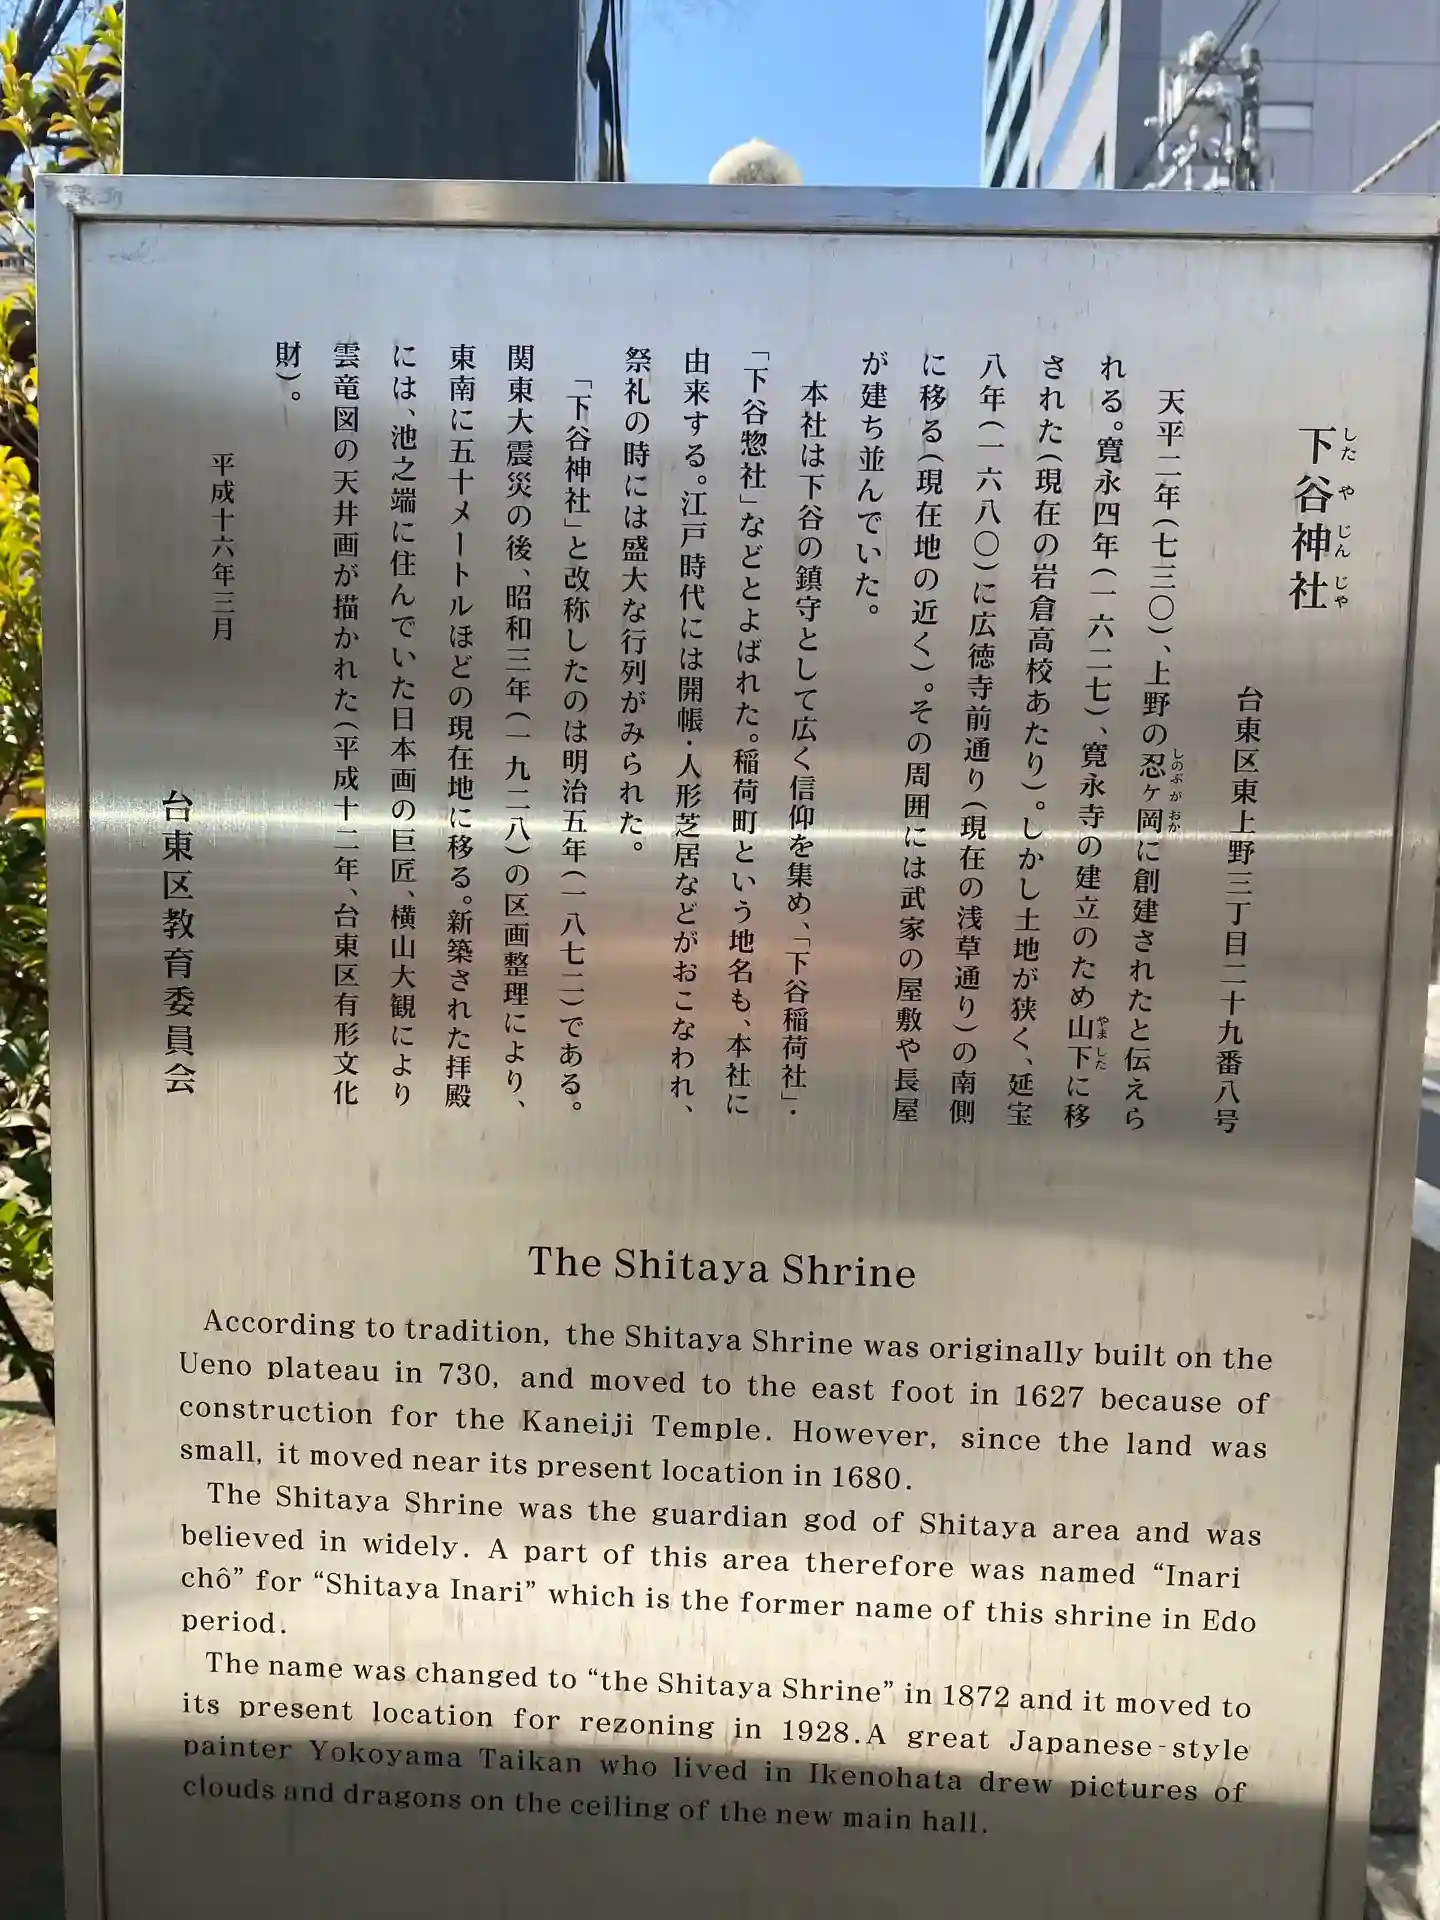 下谷神社
したやじんじゃ
台東区東上野三丁目二十九番八号
天平二年(七三〇)、上野の忍ヶ岡に創建されたと伝えら
しのぶがおか
れる。寛永四年(一六二七)、寛永寺の建立のため山下に移
やました
された(現在の岩倉高校あたり)。しかし土地が狭く、延宝
八年(一六八〇)に広徳寺前通り(現在の浅草通り)の南側
に移る(現在地の近く)。その周囲には武家の屋敷や長屋
が建ち並んでいた。
本社は下谷の鎮守として広く信仰を集め、「下谷稲荷社」・
「下谷惣社」などとよばれた。稲荷町という地名も、本社に
由来する。江戸時代には開帳・人形芝居などがおこなわれ、
祭礼の時には盛大な行列がみられた。
「下谷神社」と改称したのは明治五年(一八七二)である。
関東大震災の後、昭和三年(一九二八)の区画整理により、
東南に五十メートルほどの現在地に移る。新築された拝殿
には、池之端に住んでいた日本画の巨匠、横山大観により
雲竜図の天井画が描かれた(平成十二年、台東区有形文化
財)。
平成十六年三月
台東区教育委員会
The Shitaya Shrine
According to tradition, the Shitaya Shrine was originally built on the
Ueno plateau in 730, and moved to the east foot in 1627 because of
construction for the Kaneiji Temple. However, since the land was
small, it moved near its present location in 1680.
The Shitaya Shrine was the guardian god of Shitaya area and was
believed in widely. A part of this area therefore was named “Inari
chô” for “Shitaya Inari” which is the former name of this shrine in Edo
period.
The name was changed to “the Shitaya Shrine” in 1872 and it moved to
its present location for rezoning in 1928.A great Japanese-style
painter Yokoyama Taikan who lived in Ikenohata drew pictures of
clouds and dragons on the ceiling of the new main hall.